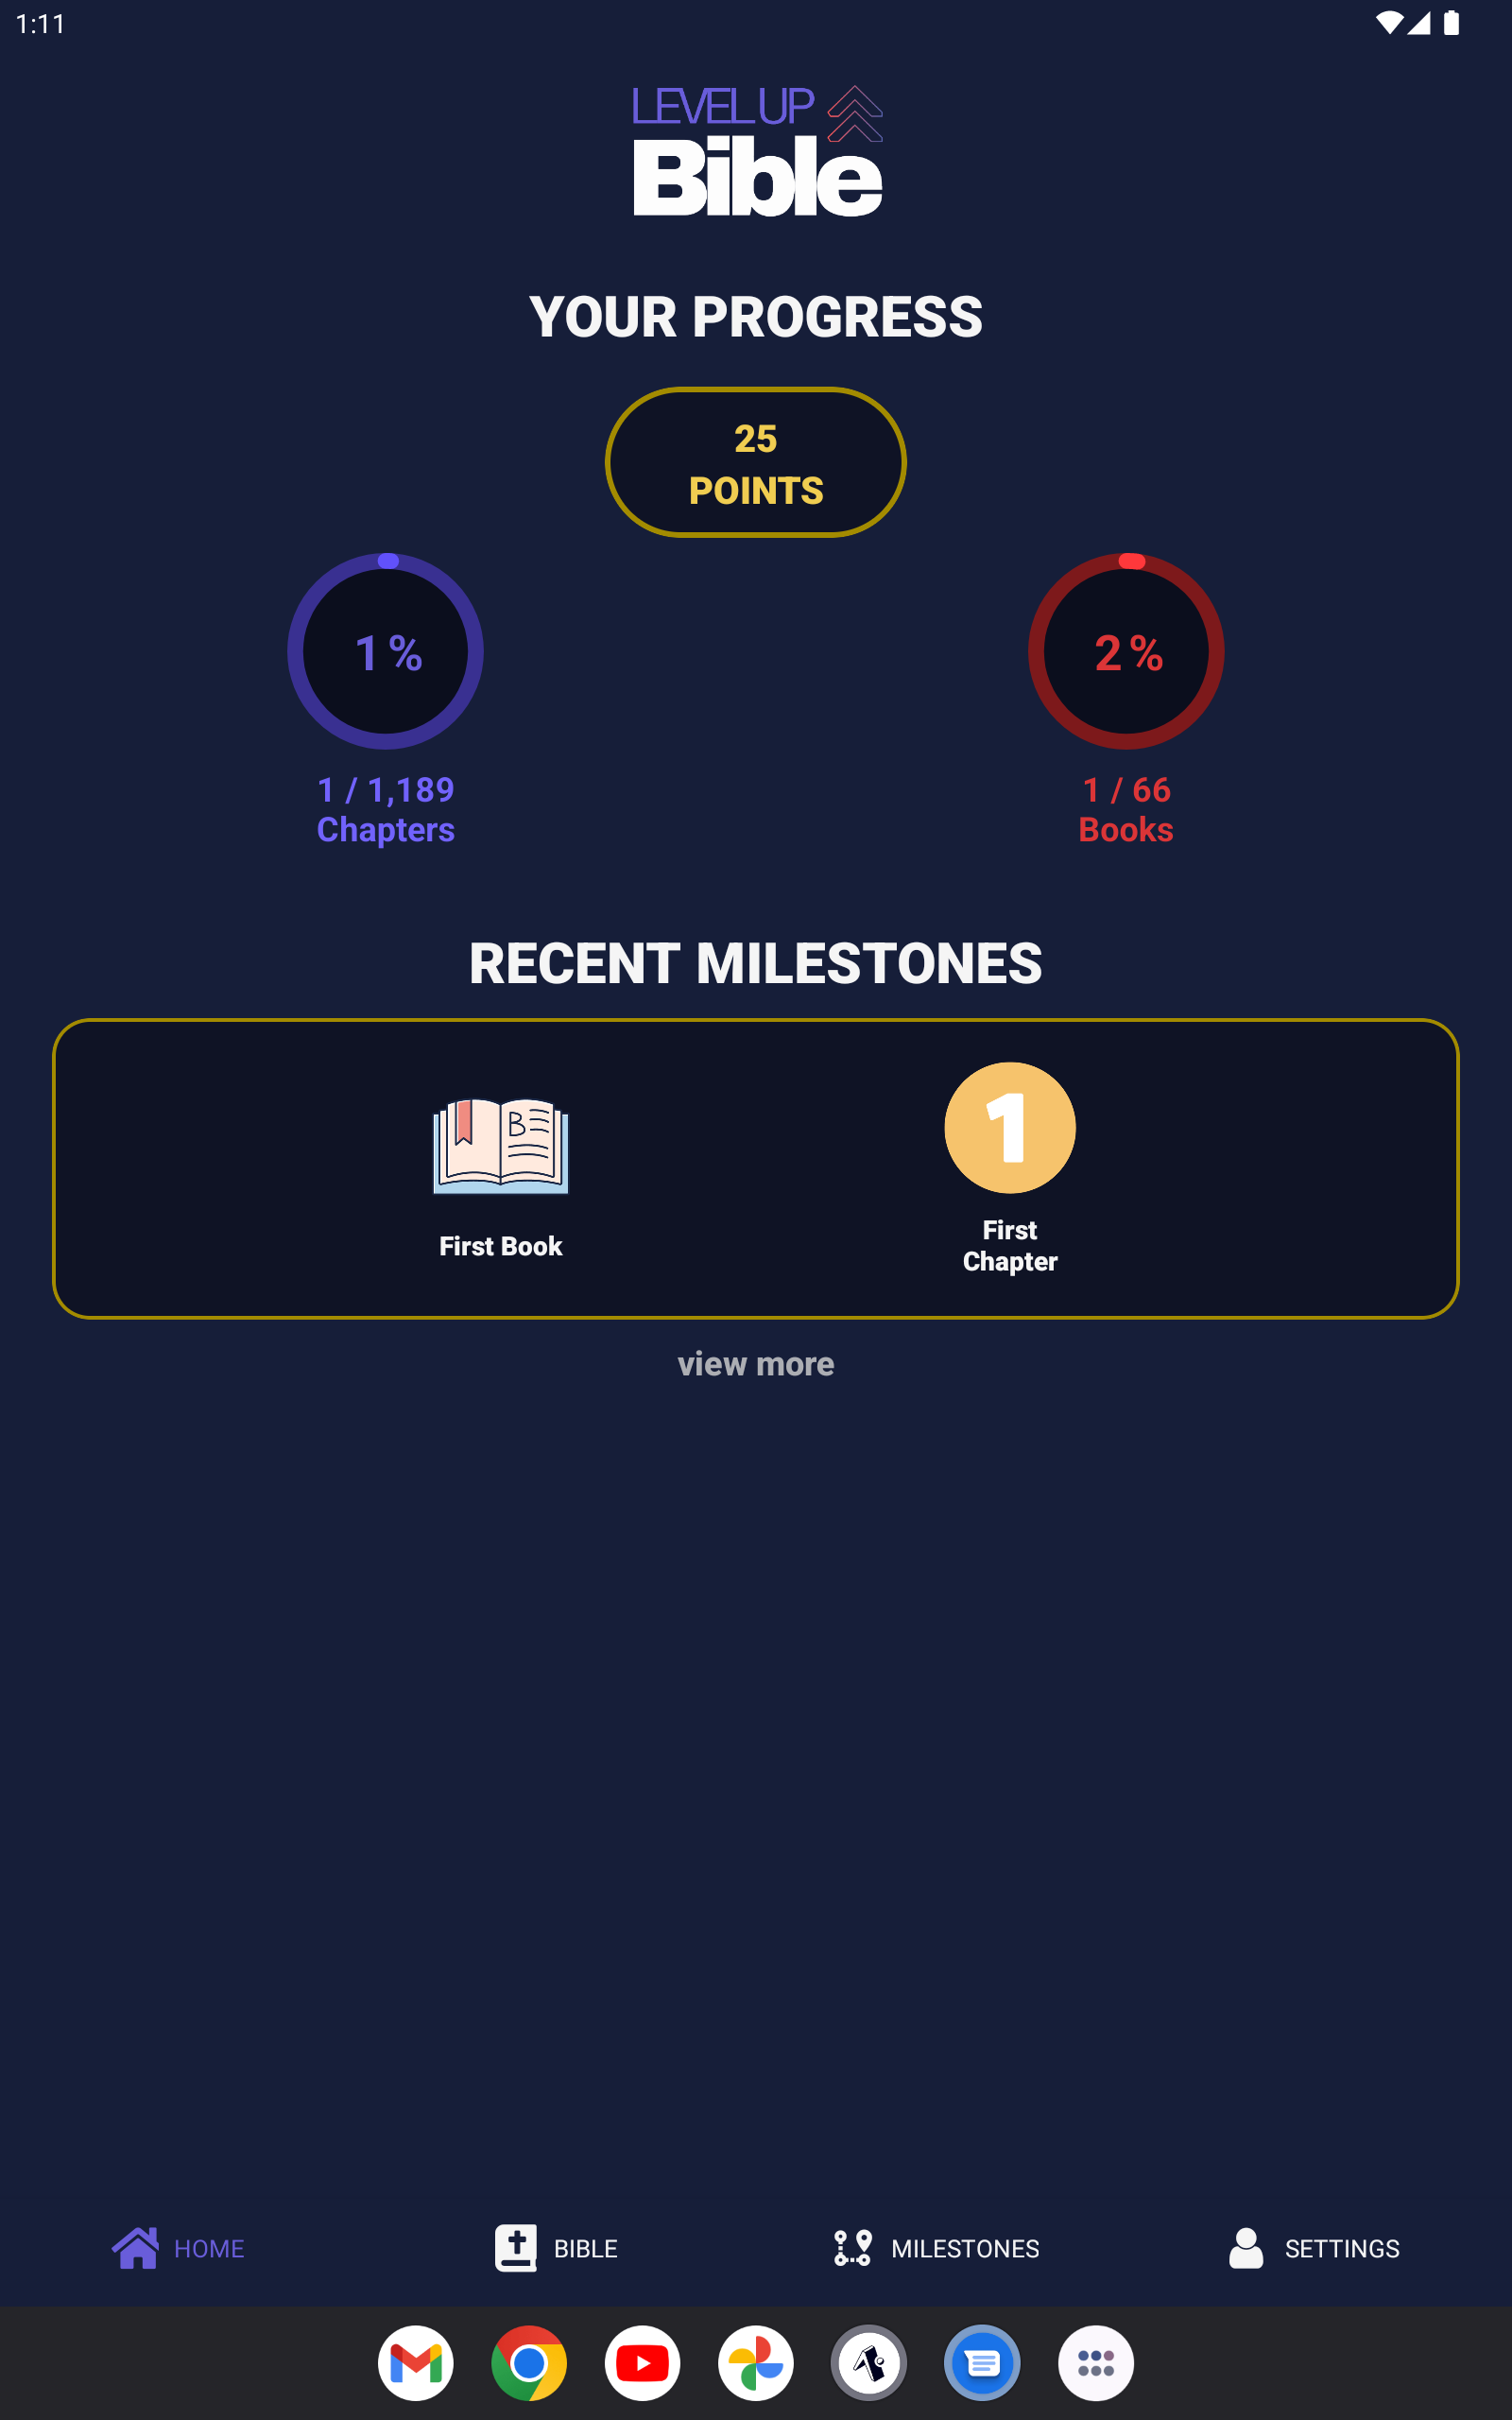 1:11
LEVEL UP
Bible
YOUR PROGRESS
25
POINTS
1 %
2 %
1 / 1,189
Chapters
1 / 66
Books
RECENT MILESTONES
B
1
First Book
First
Chapter
view more
HOME
BIBLE
MILESTONES
SETTINGS